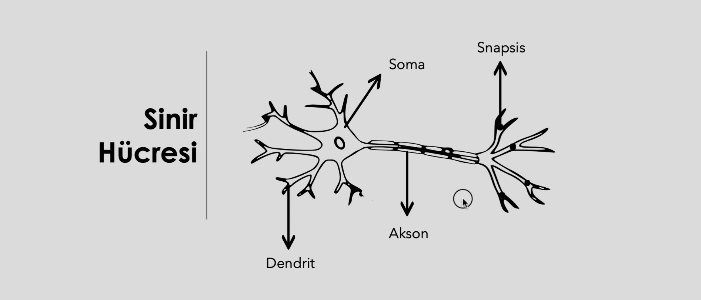 Sinir
Hücresi
Soma
Snapsis
Akson
Dendrit